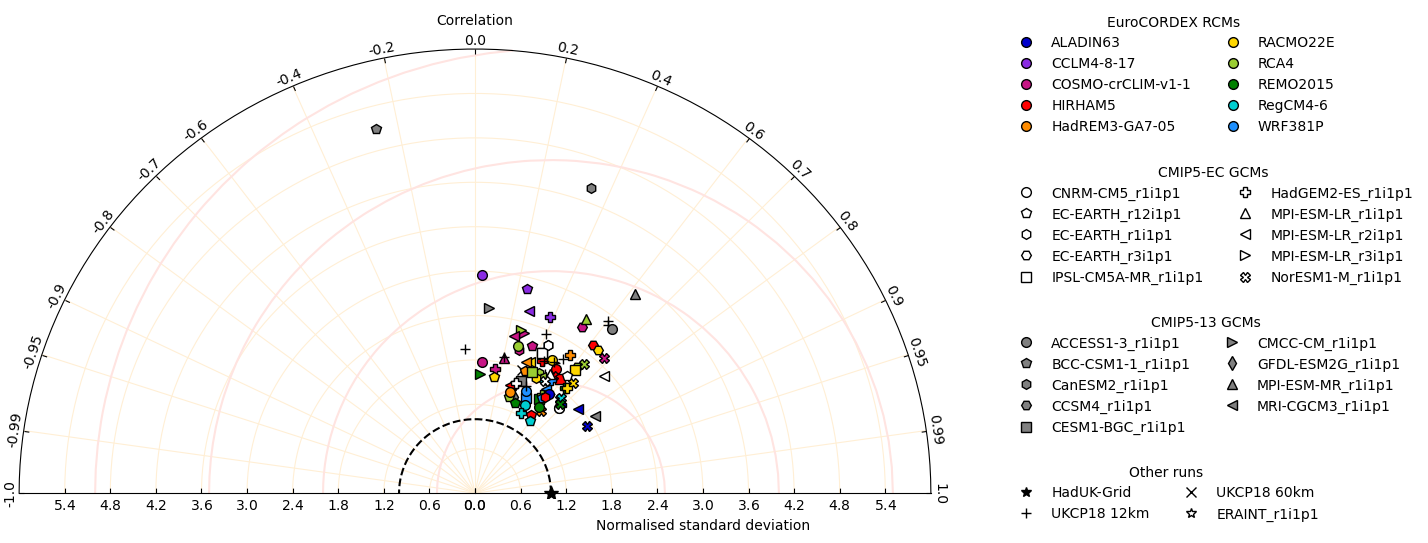 Correlation
0.0
-0.2
0.2
-0.4
0.4
-0.6
0.6
-0.7
0.7
-0.8
0.8
-0.9
0.9
-0.95
0.95
-0.99
0.99
-1.0
1.0
5.4 4.8 4.2 3.6 3.0 2.4 1.8 1.2 0.6 0.0 0.6 1.2 1.8 2.4 3.0 3.6 4.2 4.8 5.4
Normalised standard deviation
EuroCORDEX RCMs
ALADIN63 RACMO22E
CCLM4-8-17 RCA4
COSMO-crCLIM-v1-1 REMO2015
HIRHAM5 RegCM4-6
HadREM3-GA7-05 WRF381P
CMIP5-EC GCMs
CNRM-CM5_r1i1p1 HadGEM2-ES_r1i1p1
EC-EARTH_r12i1p1 MPI-ESM-LR_r1i1p1
EC-EARTH_r1i1p1 MPI-ESM-LR_r2i1p1
EC-EARTH_r3i1p1 MPI-ESM-LR_r3i1p1
IPSL-CM5A-MR_r1i1p1 NorESM1-M_r1i1p1
CMIP5-13 GCMs
ACCESS1-3_r1i1p1 CMCC-CM_r1i1p1
BCC-CSM1-1_r1i1p1 GFDL-ESM2G_r1i1p1
CanESM2_r1i1p1 MPI-ESM-MR_r1i1p1
CCSM4_r1i1p1 MRI-CGCM3_r1i1p1
CESM1-BGC_r1i1p1
Other runs
HadUK-Grid UKCP18 60km
UKCP18 12km ERAINT_r1i1p1